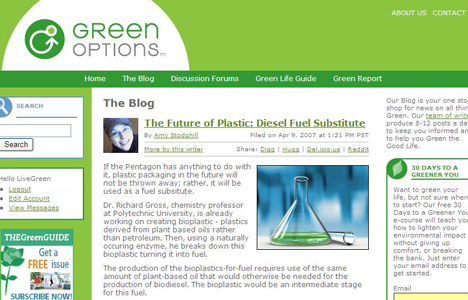 ABOUT US CONTACT
GREEN
OPTIONS™
Home The Blog Discussion Forums Green Life Guide Green Report
SEARCH
Search
Hello LiveGreen
Logout
Edit Account
View Messages
THE GREEN GUIDE
Get a
FREE issue
SUBSCRIBE NOW!
The Blog
The Future of Plastic: Diesel Fuel Substitute
By Amy Stodghill Filed on Apr 9, 2007 at 1:21 PM PST
More by this writer Share: Digg | Hugg | Del.icio.us | Reddit
If the Pentagon has anything to do with
it, plastic packaging in the future will
not be thrown away; rather, it will be
used as a fuel subsitute.
Dr. Richard Gross, chemistry professor
at Polytechnic University, is already
working on creating bioplastic - plastics
derived from plant based oils rather
than petroleum. Then, using a naturally
occuring enzyme, he breaks down this
bioplastic turning it into fuel.
The production of the bioplastics-for-fuel requires use of the same
amount of plant-based oil that would otherwise be needed for the
production of biodiesel. The bioplastic would be an intermediate stage
for this fuel.
Our Blog is your one sto
shop for news on all thin
Green. Our team of write
produce 8-12 posts a da
to keep you informed an
to help you Green the
Good Life.
30 DAYS TO A
GREENER YOU
Want to green your
life, but not sure wher
to start? Our free 30
Days to a Greener You
e-course will teach yo
how to lighten your
environmental impact
without giving up
comfort, or breaking
the bank. Just enter
your email address to
get started.
Email